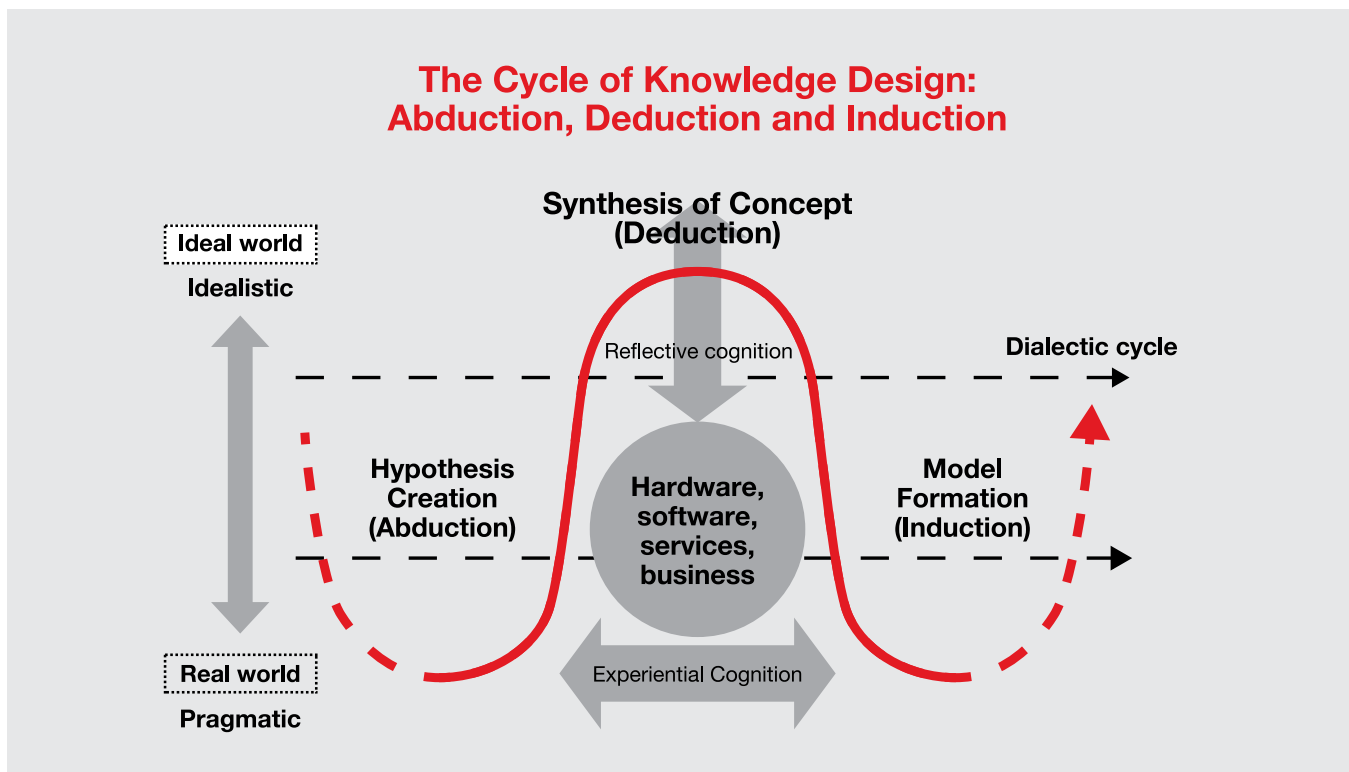 The Cycle of Knowledge Design:
Abduction, Deduction and Induction
Synthesis of Concept
(Deduction)
Ideal world
Idealistic
Reflective cognition
Dialectic cycle
Hypothesis
Creation
(Abduction)
Hardware,
software,
services,
business
Model
Formation
(Induction)
Real world
Pragmatic
Experiential Cognition